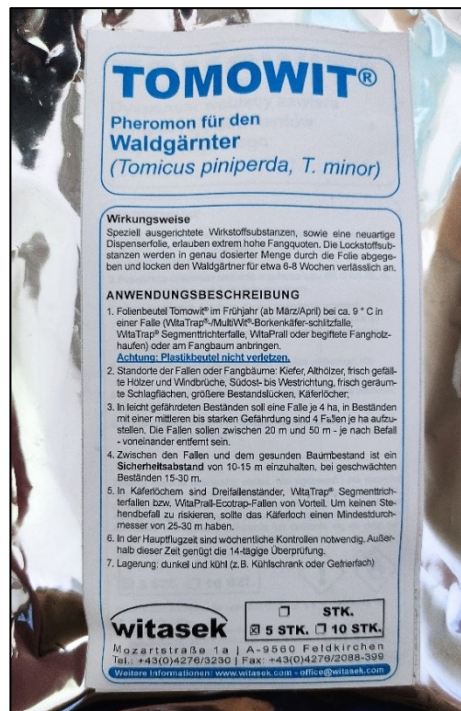 TOMOWIT®
Pheromon für den
Waldgärnter
(Tomicus piniperda, T. minor)
Wirkungsweise
Speziell ausgerichtete Wirkstoffsubstanzen, sowie eine neuartige
Dispenserfolie, erlauben extrem hohe Fangquoten. Die Lockstoffsub-
stanzen werden in genau dosierter Menge durch die Folie abgege-
ben und locken den Waldgärtner für etwa 6-8 Wochen verlässlich an.
ANWENDUNGSBESCHREIBUNG
1. Folienbeutel Tomowit® im Frühjahr (ab März/April) bei ca. 9 ° C in
einer Falle (WitaTrap®-/MultiWit®-Borkenkäfer-schlitzfalle,
WitaTrap® Segmenttrichterfalle, WitaPrall oder begiftete Fangholz-
haufen) oder am Fangbaum anbringen.
Achtung: Plastikbeutel nicht verletzen.
2. Standorte der Fallen oder Fangbäume: Kiefer, Althölzer, frisch gefäll-
te Hölzer und Windbrüche, Südost- bis Westrichtung, frisch geräum-
te Schlagflächen, größere Bestandslücken, Käferlöcher;
3. In leicht gefährdeten Beständen soll eine Falle je 4 ha, in Beständen
mit einer mittleren bis starken Gefährdung sind 4 Fallen je ha aufzu-
stellen. Die Fallen sollen zwischen 20 m und 50 m - je nach Befall
- voneinander entfernt sein.
4. Zwischen den Fallen und dem gesunden Baumbestand ist ein
Sicherheitsabstand von 10-15 m einzuhalten, bei geschwächten
Beständen 15-30 m.
5. In Käferlöchern sind Dreifallenständer, WitaTrap® Segmenttrich-
terfallen bzw. WitaPrall-Ecotrap-Fallen von Vorteil. Um keinen Ste-
hendbefall zu riskieren, sollte das Käferloch einen Mindestdurch-
messer von 25-30 m haben.
6. In der Hauptflugzeit sind wöchentliche Kontrollen notwendig. Außer-
halb dieser Zeit genügt die 14-tägige Überprüfung.
7. Lagerung: dunkel und kühl (z.B. Kühlschrank oder Gefrierfach)
witasek
☐ STK.
☒ 5 STK. ☐ 10 STK.
Mozartstraße 1a | A-9560 Feldkirchen
Tel.: +43(0)4276/3230 | Fax: +43(0)4276/2088-399
Weitere Informationen: www.witasek.com - office@witasek.com